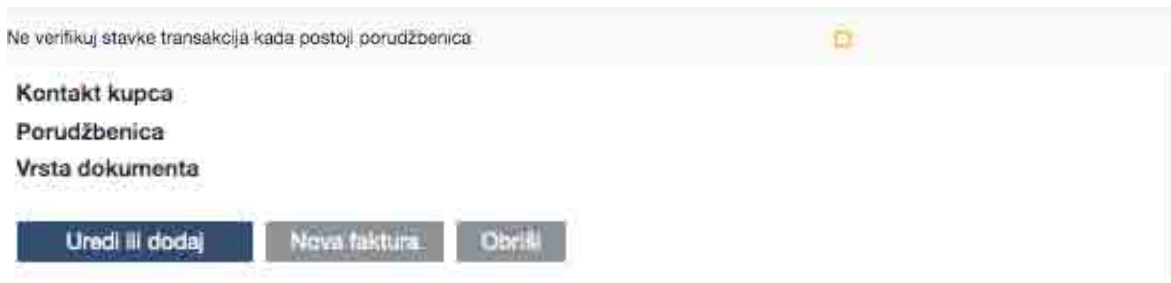 Ne verifikuj stavke transakcija kada postoji porudžbenica
Kontakt kupca
Porudžbenica
Vrsta dokumenta
Uredi ili dodaj Nova faktura Obriši